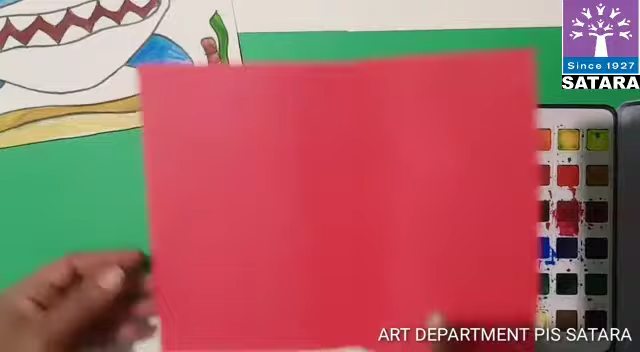 Since 1927
SATARA
ART DEPARTMENT PIS SATARA